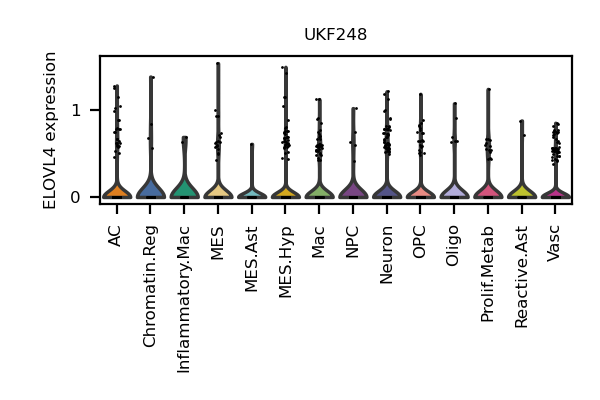 UKF248
ELOVL4 expression
1
0
AC
Chromatin.Reg
Inflammatory.Mac
MES
MES.Ast
MES.Hyp
Mac
NPC
Neuron
OPC
Oligo
Prolif.Metab
Reactive.Ast
Vasc